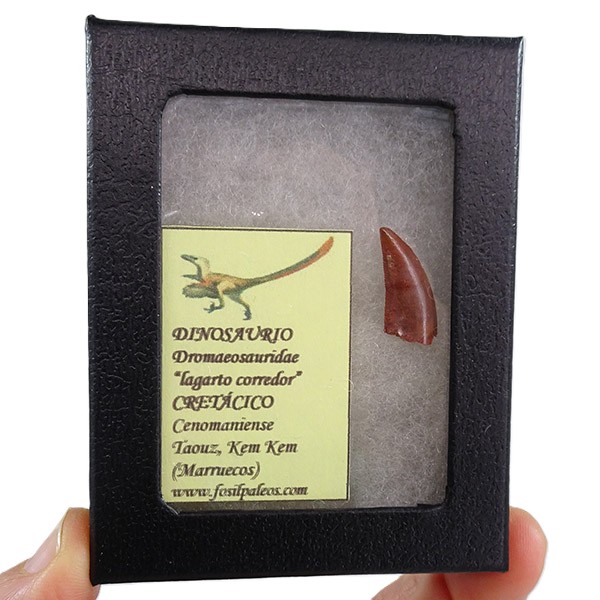 DINOSAURIO
Dromaeosauridae
"lagarto corredor"
CRETÁCICO
Cenomaniense
Taouz, Kem Kem
(Marruecos)
www.fosilpaleos.com